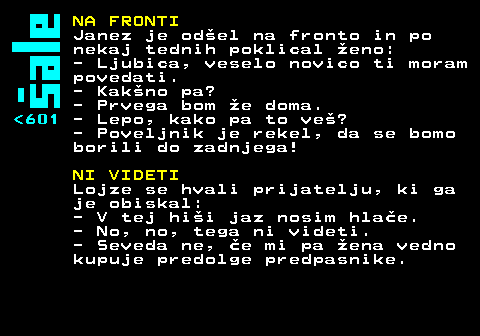 šale
<601
NA FRONTI
Janez je odšel na fronto in po
nekaj tednih poklical ženo:
- Ljubica, veselo novico ti moram
povedati.
- Kakšno pa?
- Prvega bom že doma.
- Lepo, kako pa to veš?
- Poveljnik je rekel, da se bomo
borili do zadnjega!
NI VIDETI
Lojze se hvali prijatelju, ki ga
je obiskal:
- V tej hiši jaz nosim hlače.
- No, no, tega ni videti.
- Seveda ne, če mi pa žena vedno
kupuje predolge predpasnike.